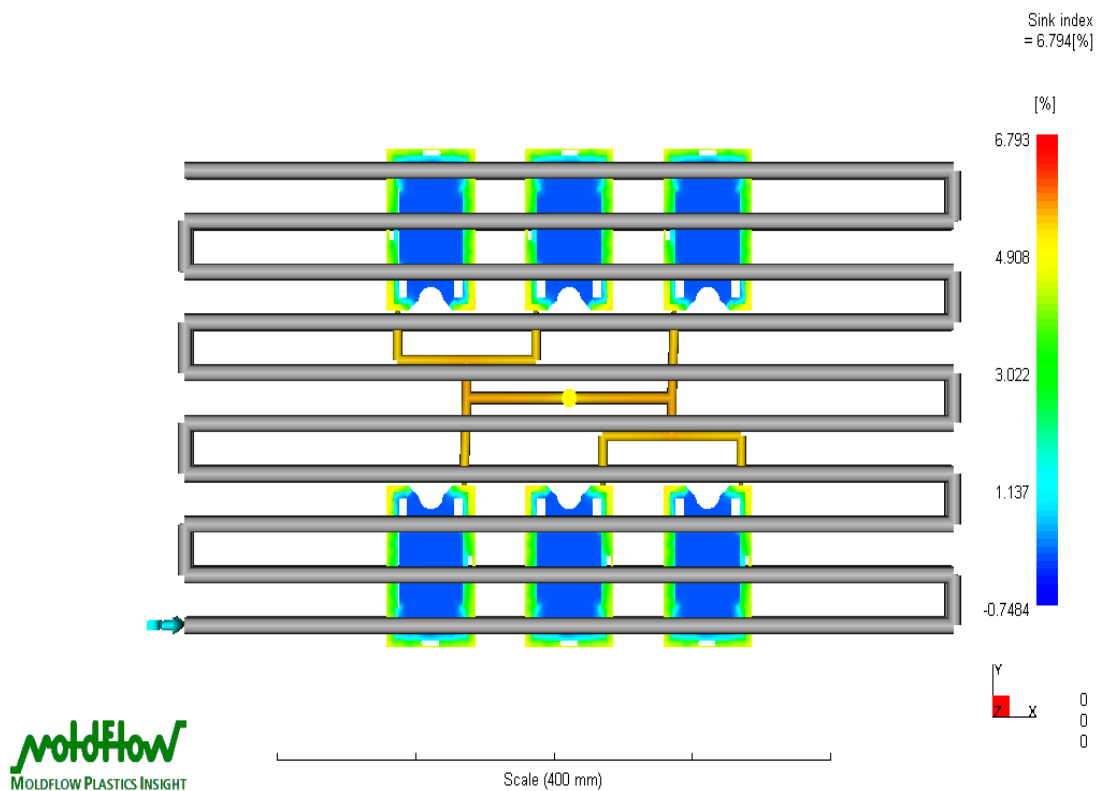 Sink index
= 6.794[%]
[%]
6.793
4.908
3.022
1.137
-0.7484
Y
Z X
0
0
0
moldflow
MOLDFLOW PLASTICS INSIGHT
Scale (400 mm)